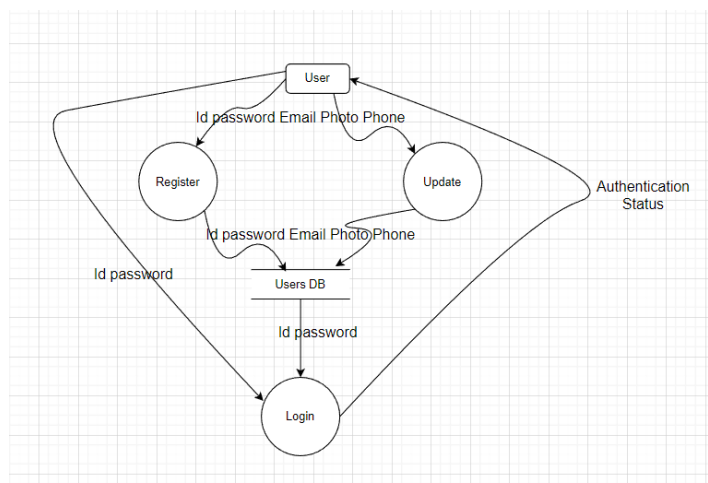 User
Id password Email Photo Phone
Register
Update
Authentication
Status
Id password Email Photo Phone
Id password
Users DB
Id password
Login